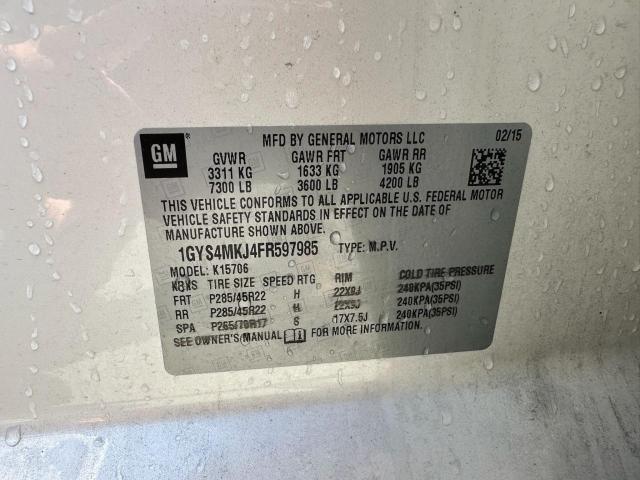 GM
MFD BY GENERAL MOTORS LLC 02/15
GVWR GAWR FRT GAWR RR
3311 KG 1633 KG 1905 KG
7300 LB 3600 LB 4200 LB
THIS VEHICLE CONFORMS TO ALL APPLICABLE U.S. FEDERAL MOTOR
VEHICLE SAFETY STANDARDS IN EFFECT ON THE DATE OF
MANUFACTURE SHOWN ABOVE.
1GYS4MKJ4FR597985 TYPE: M.P.V.
MODEL: K15706
TIRE SIZE SPEED RTG RIM COLD TIRE PRESSURE
FRT P285/45R22 H 22X9J 240KPA(35PSI)
RR P285/45R22 H 22X9J 240KPA(35PSI)
SPA P265/70R17 S 17X7.5J 240KPA(35PSI)
SEE OWNER'S MANUAL FOR MORE INFORMATION.